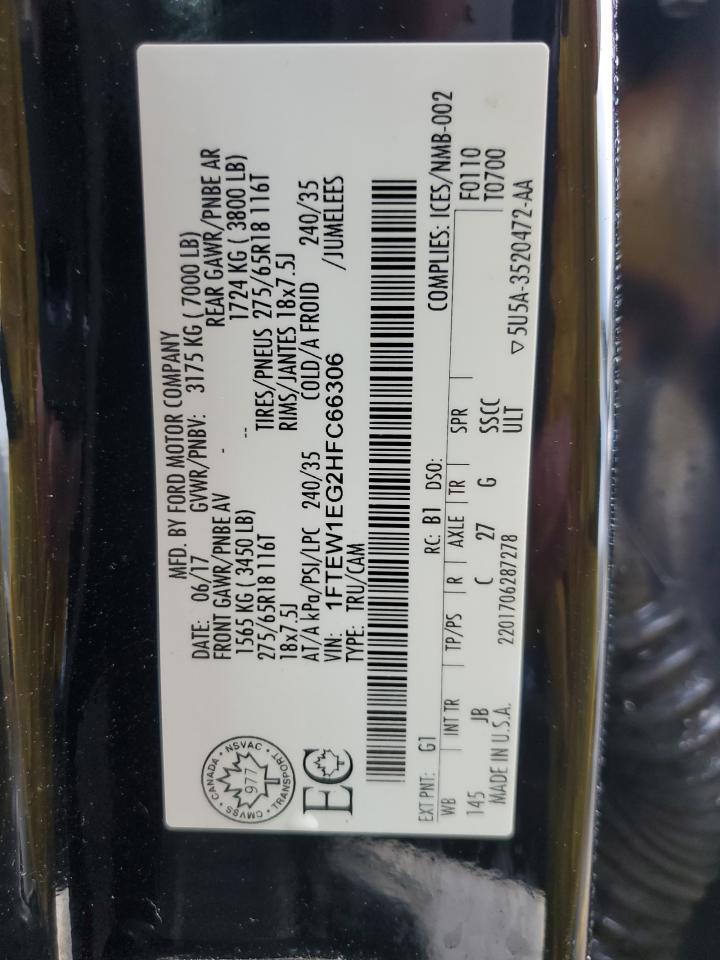 MFD. BY FORD MOTOR COMPANY
DATE: 06/17 GVWR/PNBV: 3175 KG ( 7000 LB)
FRONT GAWR/PNBE AV - REAR GAWR/PNBE AR
1565 KG ( 3450 LB) -- 1724 KG ( 3800 LB)
275/65R18 116T TIRES/PNEUS 275/65R18 116T
18x7.5J RIMS/JANTES 18x7.5J
AT/A kPa/PSI/LPC 240/35 COLD/A FROID 240/35
VIN: 1FTEW1EG2HFC66306 /JUMELEES
TYPE: TRU/CAM
CANADA · NSVAC · TRANSPORT · CMVSS ·
977
EC
COMPLIES: ICES/NMB-002
EXT PNT: G1 RC: B1 DSO: F0110
WB INT TR TP/PS R AXLE TR SPR T0700
145 JB C 27 G SSCC
ULT
MADE IN U.S.A. 2201706287278 ▽ 5U5A-3520472-AA